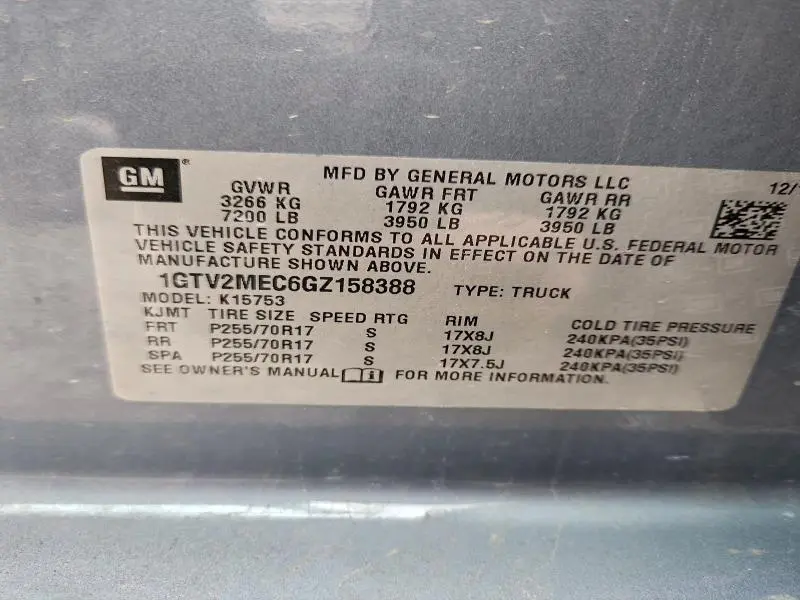 GM ®
MFD BY GENERAL MOTORS LLC
GVWR GAWR FRT GAWR RR 12/
3266 KG 1792 KG 1792 KG
7200 LB 3950 LB 3950 LB
THIS VEHICLE CONFORMS TO ALL APPLICABLE U.S. FEDERAL MOTOR
VEHICLE SAFETY STANDARDS IN EFFECT ON THE DATE OF
MANUFACTURE SHOWN ABOVE.
1GTV2MEC6GZ158388 TYPE: TRUCK
MODEL: K15753
KJMT TIRE SIZE SPEED RTG RIM COLD TIRE PRESSURE
FRT P255/70R17 S 17X8J 240KPA(35PSI)
RR P255/70R17 S 17X8J 240KPA(35PSI)
SPA P255/70R17 S 17X7.5J 240KPA(35PSI)
SEE OWNER'S MANUAL FOR MORE INFORMATION.